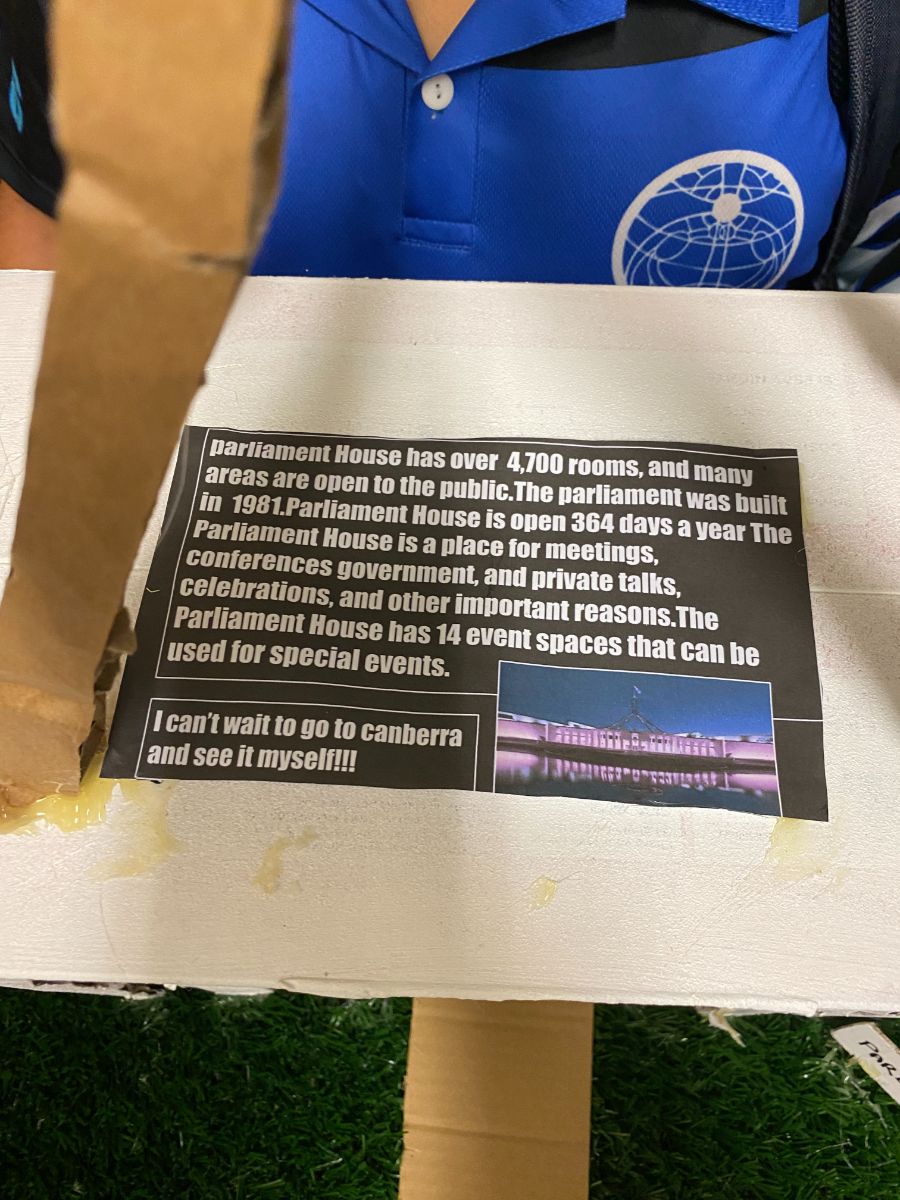 parliament House has over 4,700 rooms, and many
areas are open to the public.The parliament was built
in 1981.Parliament House is open 364 days a year The
Parliament House is a place for meetings,
conferences government, and private talks,
celebrations, and other important reasons.The
Parliament House has 14 event spaces that can be
used for special events.
I can't wait to go to canberra
and see it myself!!!